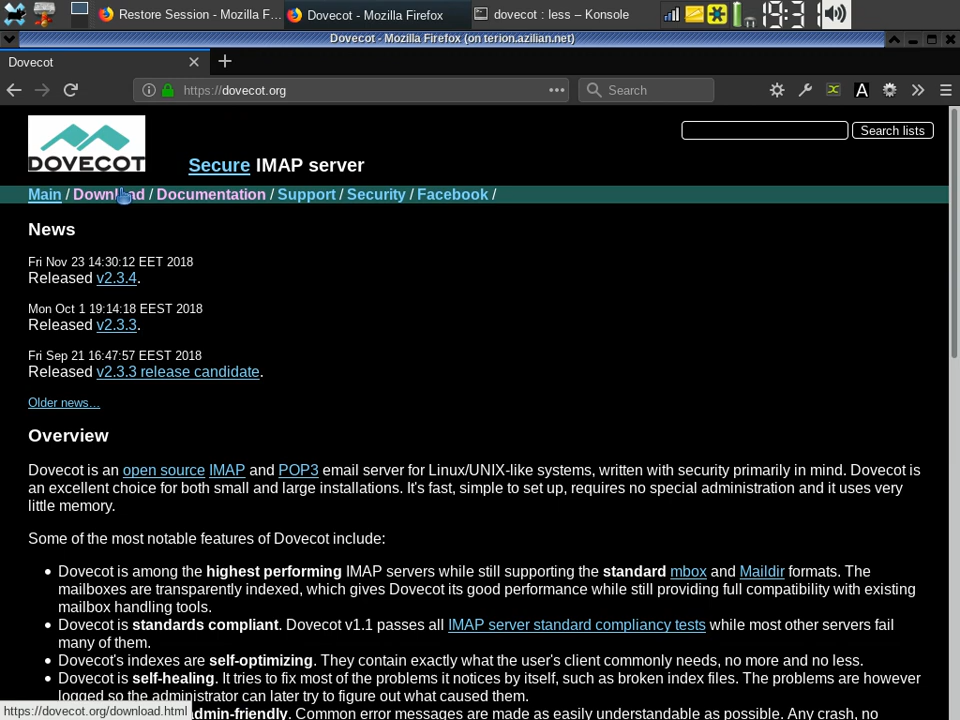 Restore Session - Mozilla F...
Dovecot - Mozilla Firefox
dovecot : less – Konsole
19:31
Dovecot - Mozilla Firefox (on terion.azilian.net)
Dovecot
https://dovecot.org
Search
A
DOVECOT
Secure IMAP server
Search lists
Main / Download / Documentation / Support / Security / Facebook /
News
Fri Nov 23 14:30:12 EET 2018
Released v2.3.4.
Mon Oct 1 19:14:18 EEST 2018
Released v2.3.3.
Fri Sep 21 16:47:57 EEST 2018
Released v2.3.3 release candidate.
Older news...
Overview
Dovecot is an open source IMAP and POP3 email server for Linux/UNIX-like systems, written with security primarily in mind. Dovecot is
an excellent choice for both small and large installations. It's fast, simple to set up, requires no special administration and it uses very
little memory.
Some of the most notable features of Dovecot include:
Dovecot is among the highest performing IMAP servers while still supporting the standard mbox and Maildir formats. The
mailboxes are transparently indexed, which gives Dovecot its good performance while still providing full compatibility with existing
mailbox handling tools.
Dovecot is standards compliant. Dovecot v1.1 passes all IMAP server standard compliancy tests while most other servers fail
many of them.
Dovecot's indexes are self-optimizing. They contain exactly what the user's client commonly needs, no more and no less.
Dovecot is self-healing. It tries to fix most of the problems it notices by itself, such as broken index files. The problems are however
logged so the administrator can later try to figure out what caused them.
admin-friendly. Common error messages are made as easily understandable as possible. Any crash, no
https://dovecot.org/download.html